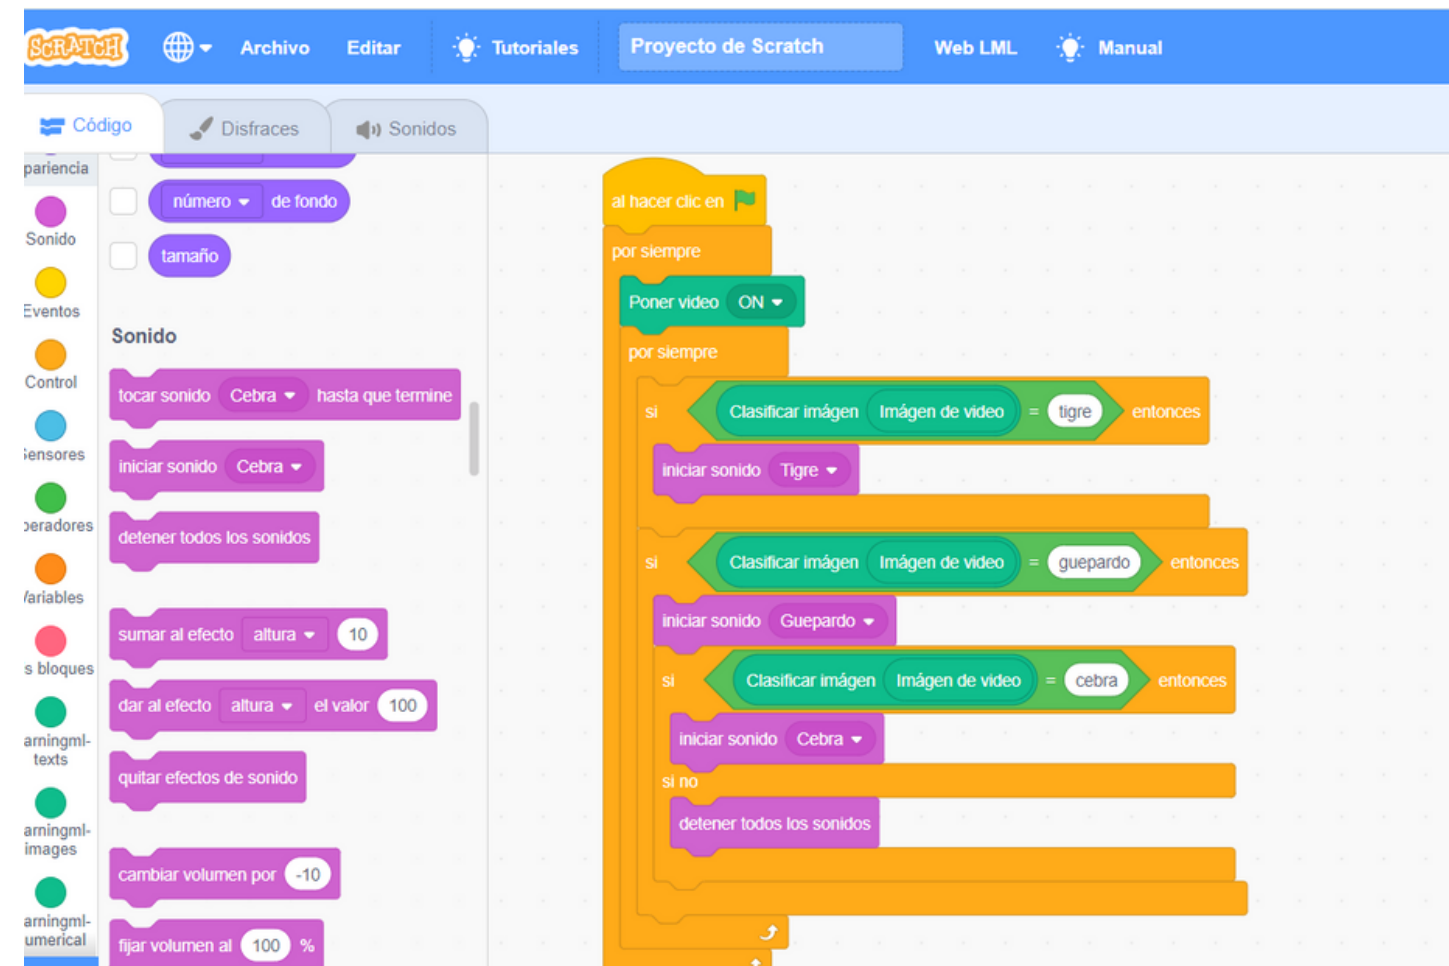 SCRATCH Archivo Editar Tutoriales Proyecto de Scratch Web LML Manual
Código Disfraces Sonidos
pariencia
Sonido
Eventos
Control
Sensores
peradores
Variables
s bloques
arningml-
texts
arningml-
images
arningml-
umerical
número de fondo
tamaño
Sonido
tocar sonido Cebra hasta que termine
iniciar sonido Cebra
detener todos los sonidos
sumar al efecto altura 10
dar al efecto altura el valor 100
quitar efectos de sonido
cambiar volumen por -10
fijar volumen al 100 %
al hacer clic en
por siempre
Poner video ON
por siempre
si Clasificar imágen Imágen de video = tigre entonces
iniciar sonido Tigre
si Clasificar imágen Imágen de video = guepardo entonces
iniciar sonido Guepardo
si Clasificar imágen Imágen de video = cebra entonces
iniciar sonido Cebra
si no
detener todos los sonidos